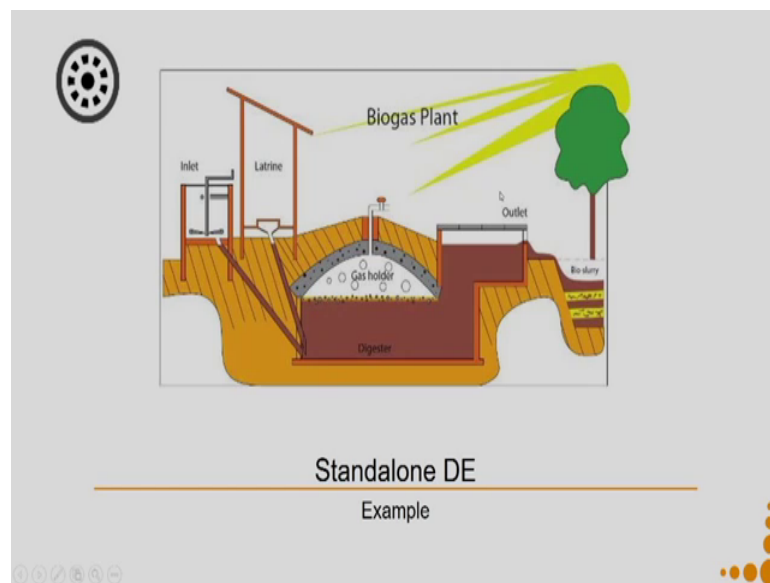 Biogas Plant
Inlet
Latrine
Outlet
Gas holder
Bio slurry
Digester
Standalone DE
Example